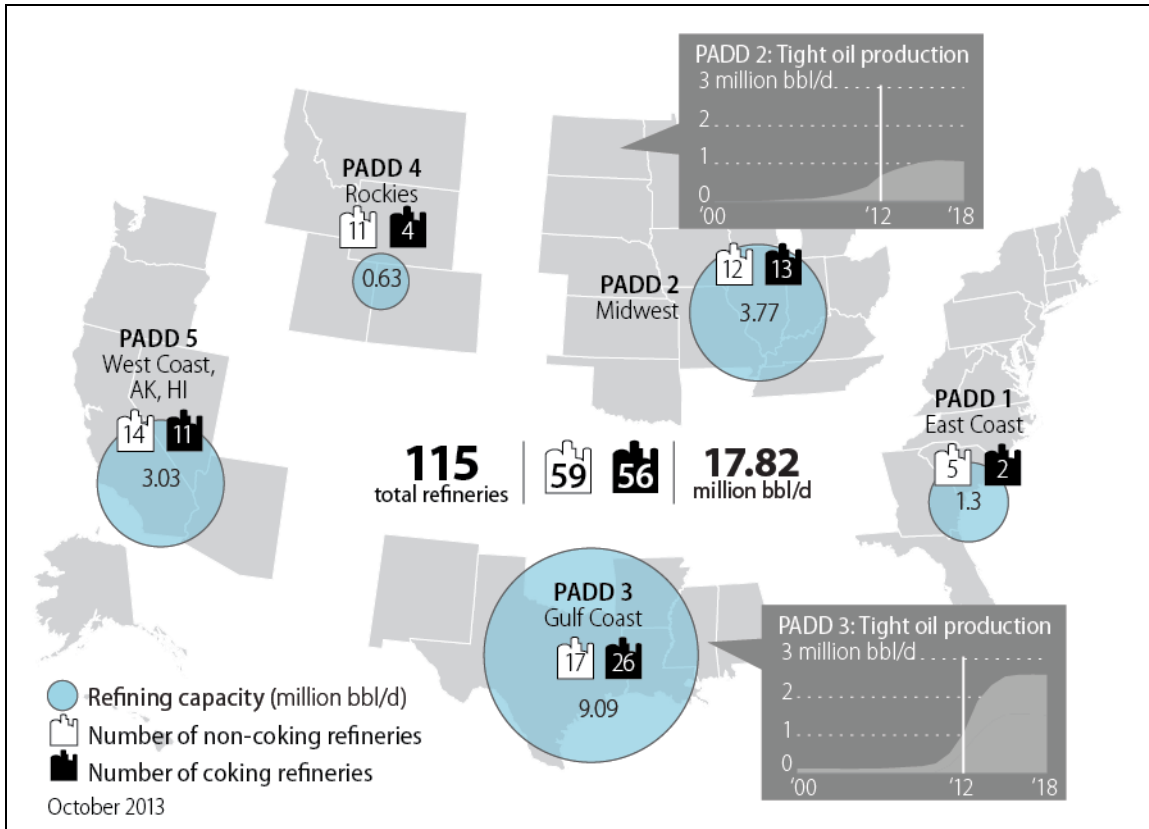 PADD 2: Tight oil production
3 million bbl/d
2
1
0
'00
'12
'18
PADD 4
Rockies
11
4
0.63
PADD 2
Midwest
12
13
3.77
PADD 5
West Coast,
AK, HI
14
11
3.03
PADD 1
East Coast
5
2
1.3
115
total refineries
59
56
17.82
million bbl/d
PADD 3
Gulf Coast
17
26
9.09
PADD 3: Tight oil production
3 million bbl/d
2
1
0
'00
'12
'18
Refining capacity (million bbl/d)
Number of non-coking refineries
Number of coking refineries
October 2013